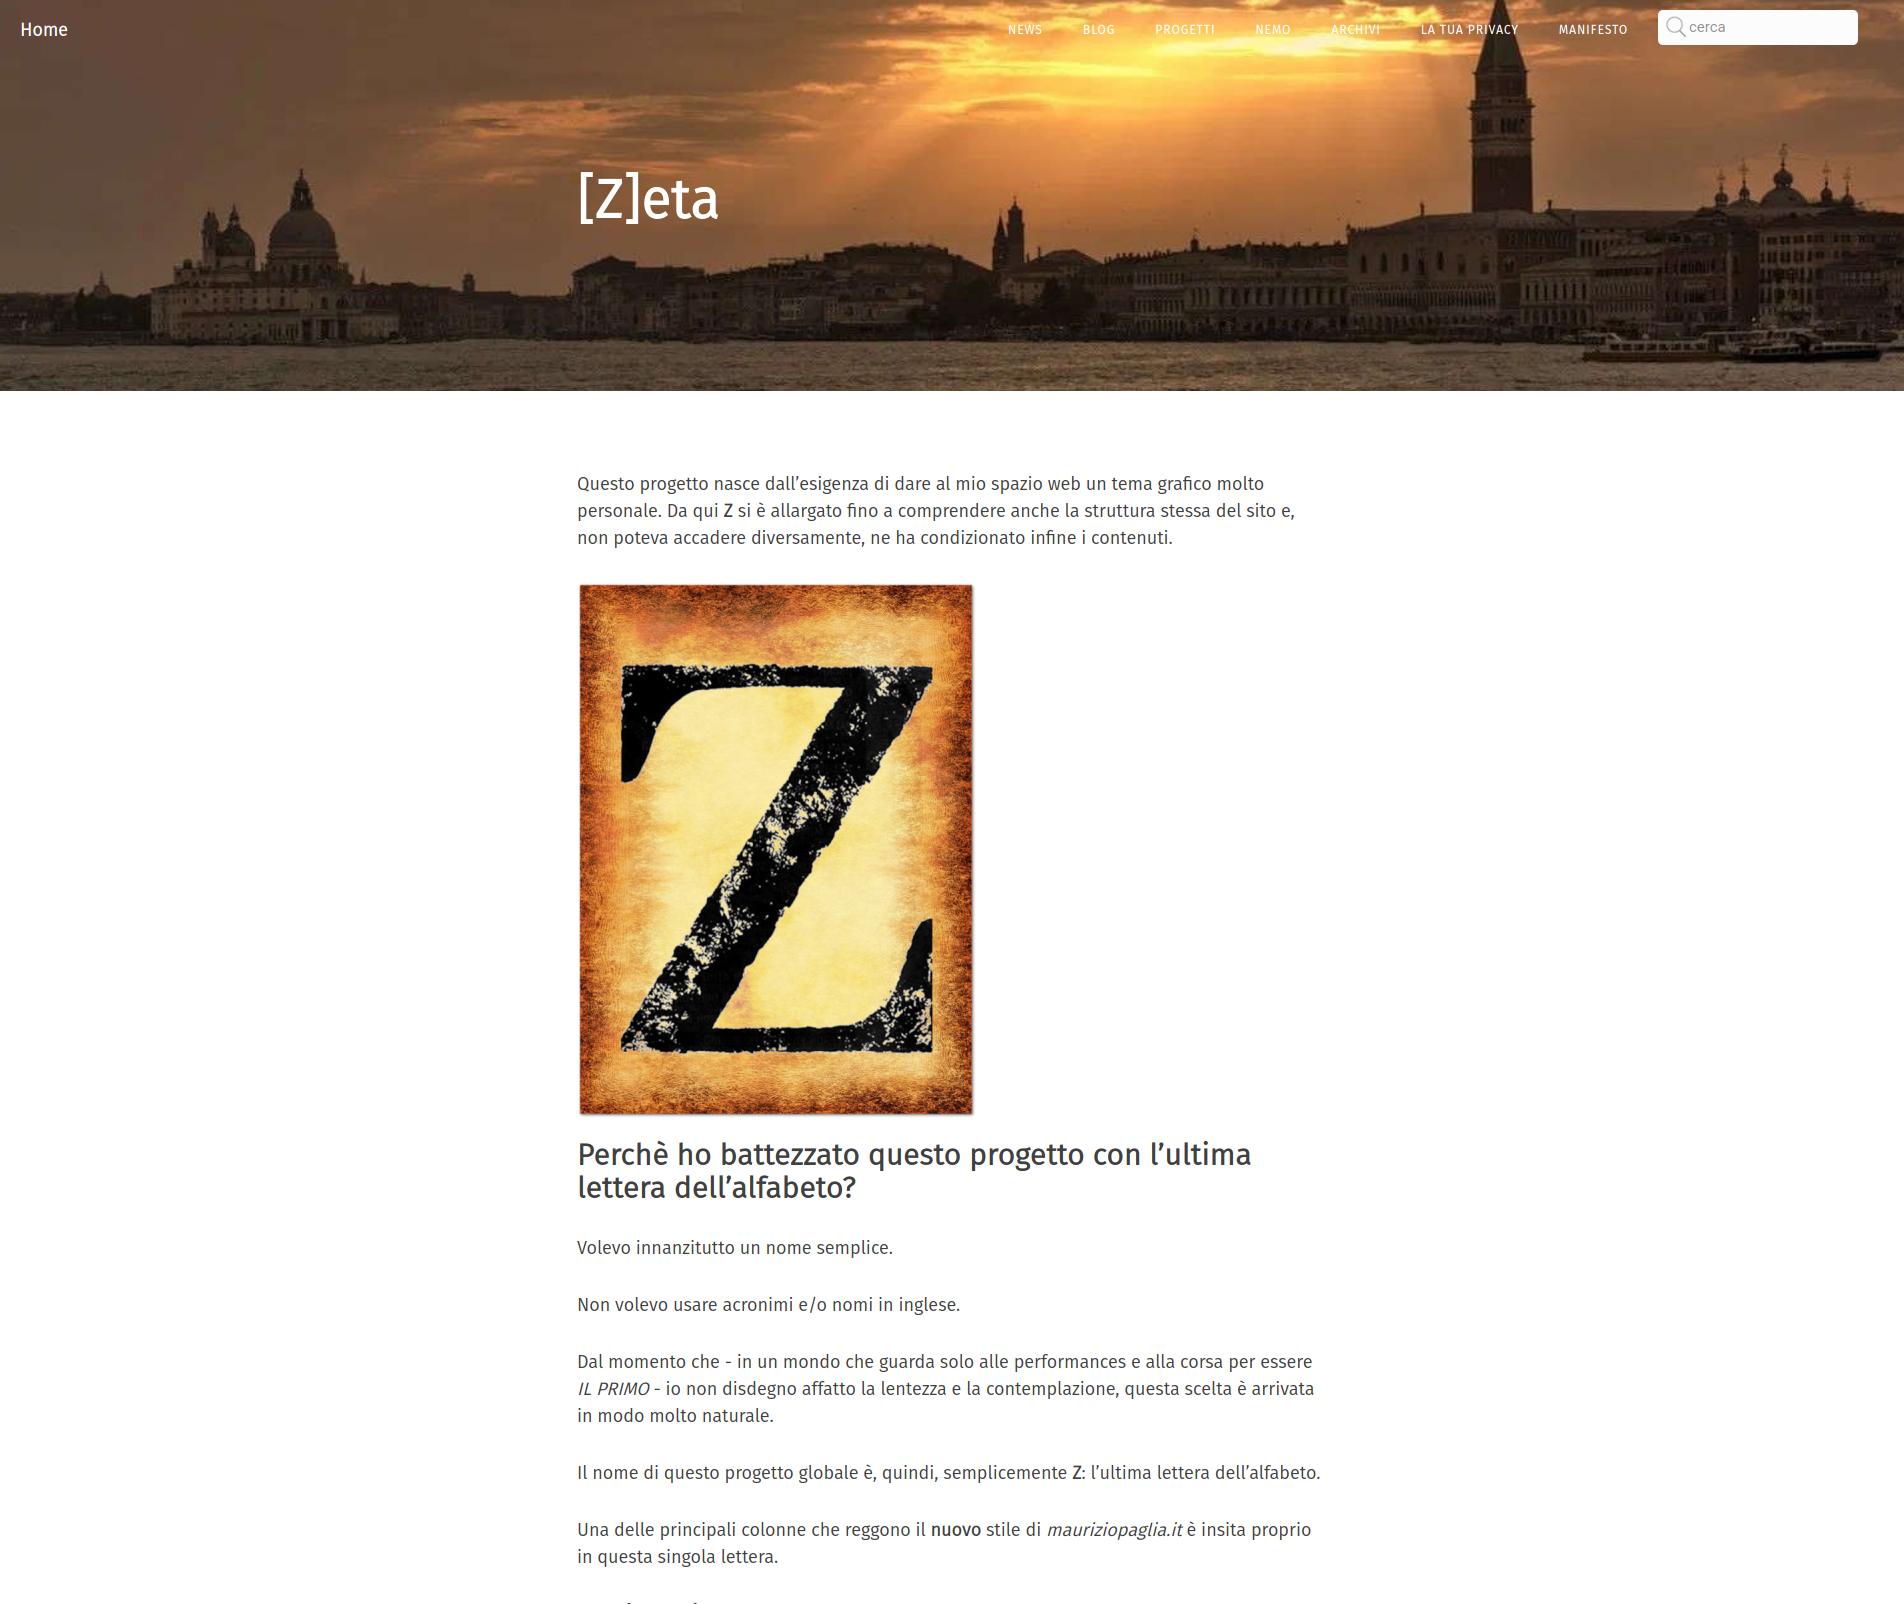 Home
NEWS BLOG PROGETTI NEMO ARCHIVI LA TUA PRIVACY MANIFESTO cerca
[Z]eta
Questo progetto nasce dall’esigenza di dare al mio spazio web un tema grafico molto
personale. Da qui Z si è allargato fino a comprendere anche la struttura stessa del sito e,
non poteva accadere diversamente, ne ha condizionato infine i contenuti.
Z
Perchè ho battezzato questo progetto con l’ultima
lettera dell’alfabeto?
Volevo innanzitutto un nome semplice.
Non volevo usare acronimi e/o nomi in inglese.
Dal momento che - in un mondo che guarda solo alle performances e alla corsa per essere
IL PRIMO - io non disdegno affatto la lentezza e la contemplazione, questa scelta è arrivata
in modo molto naturale.
Il nome di questo progetto globale è, quindi, semplicemente Z: l’ultima lettera dell’alfabeto.
Una delle principali colonne che reggono il nuovo stile di mauriziopaglia.it è insita proprio
in questa singola lettera.